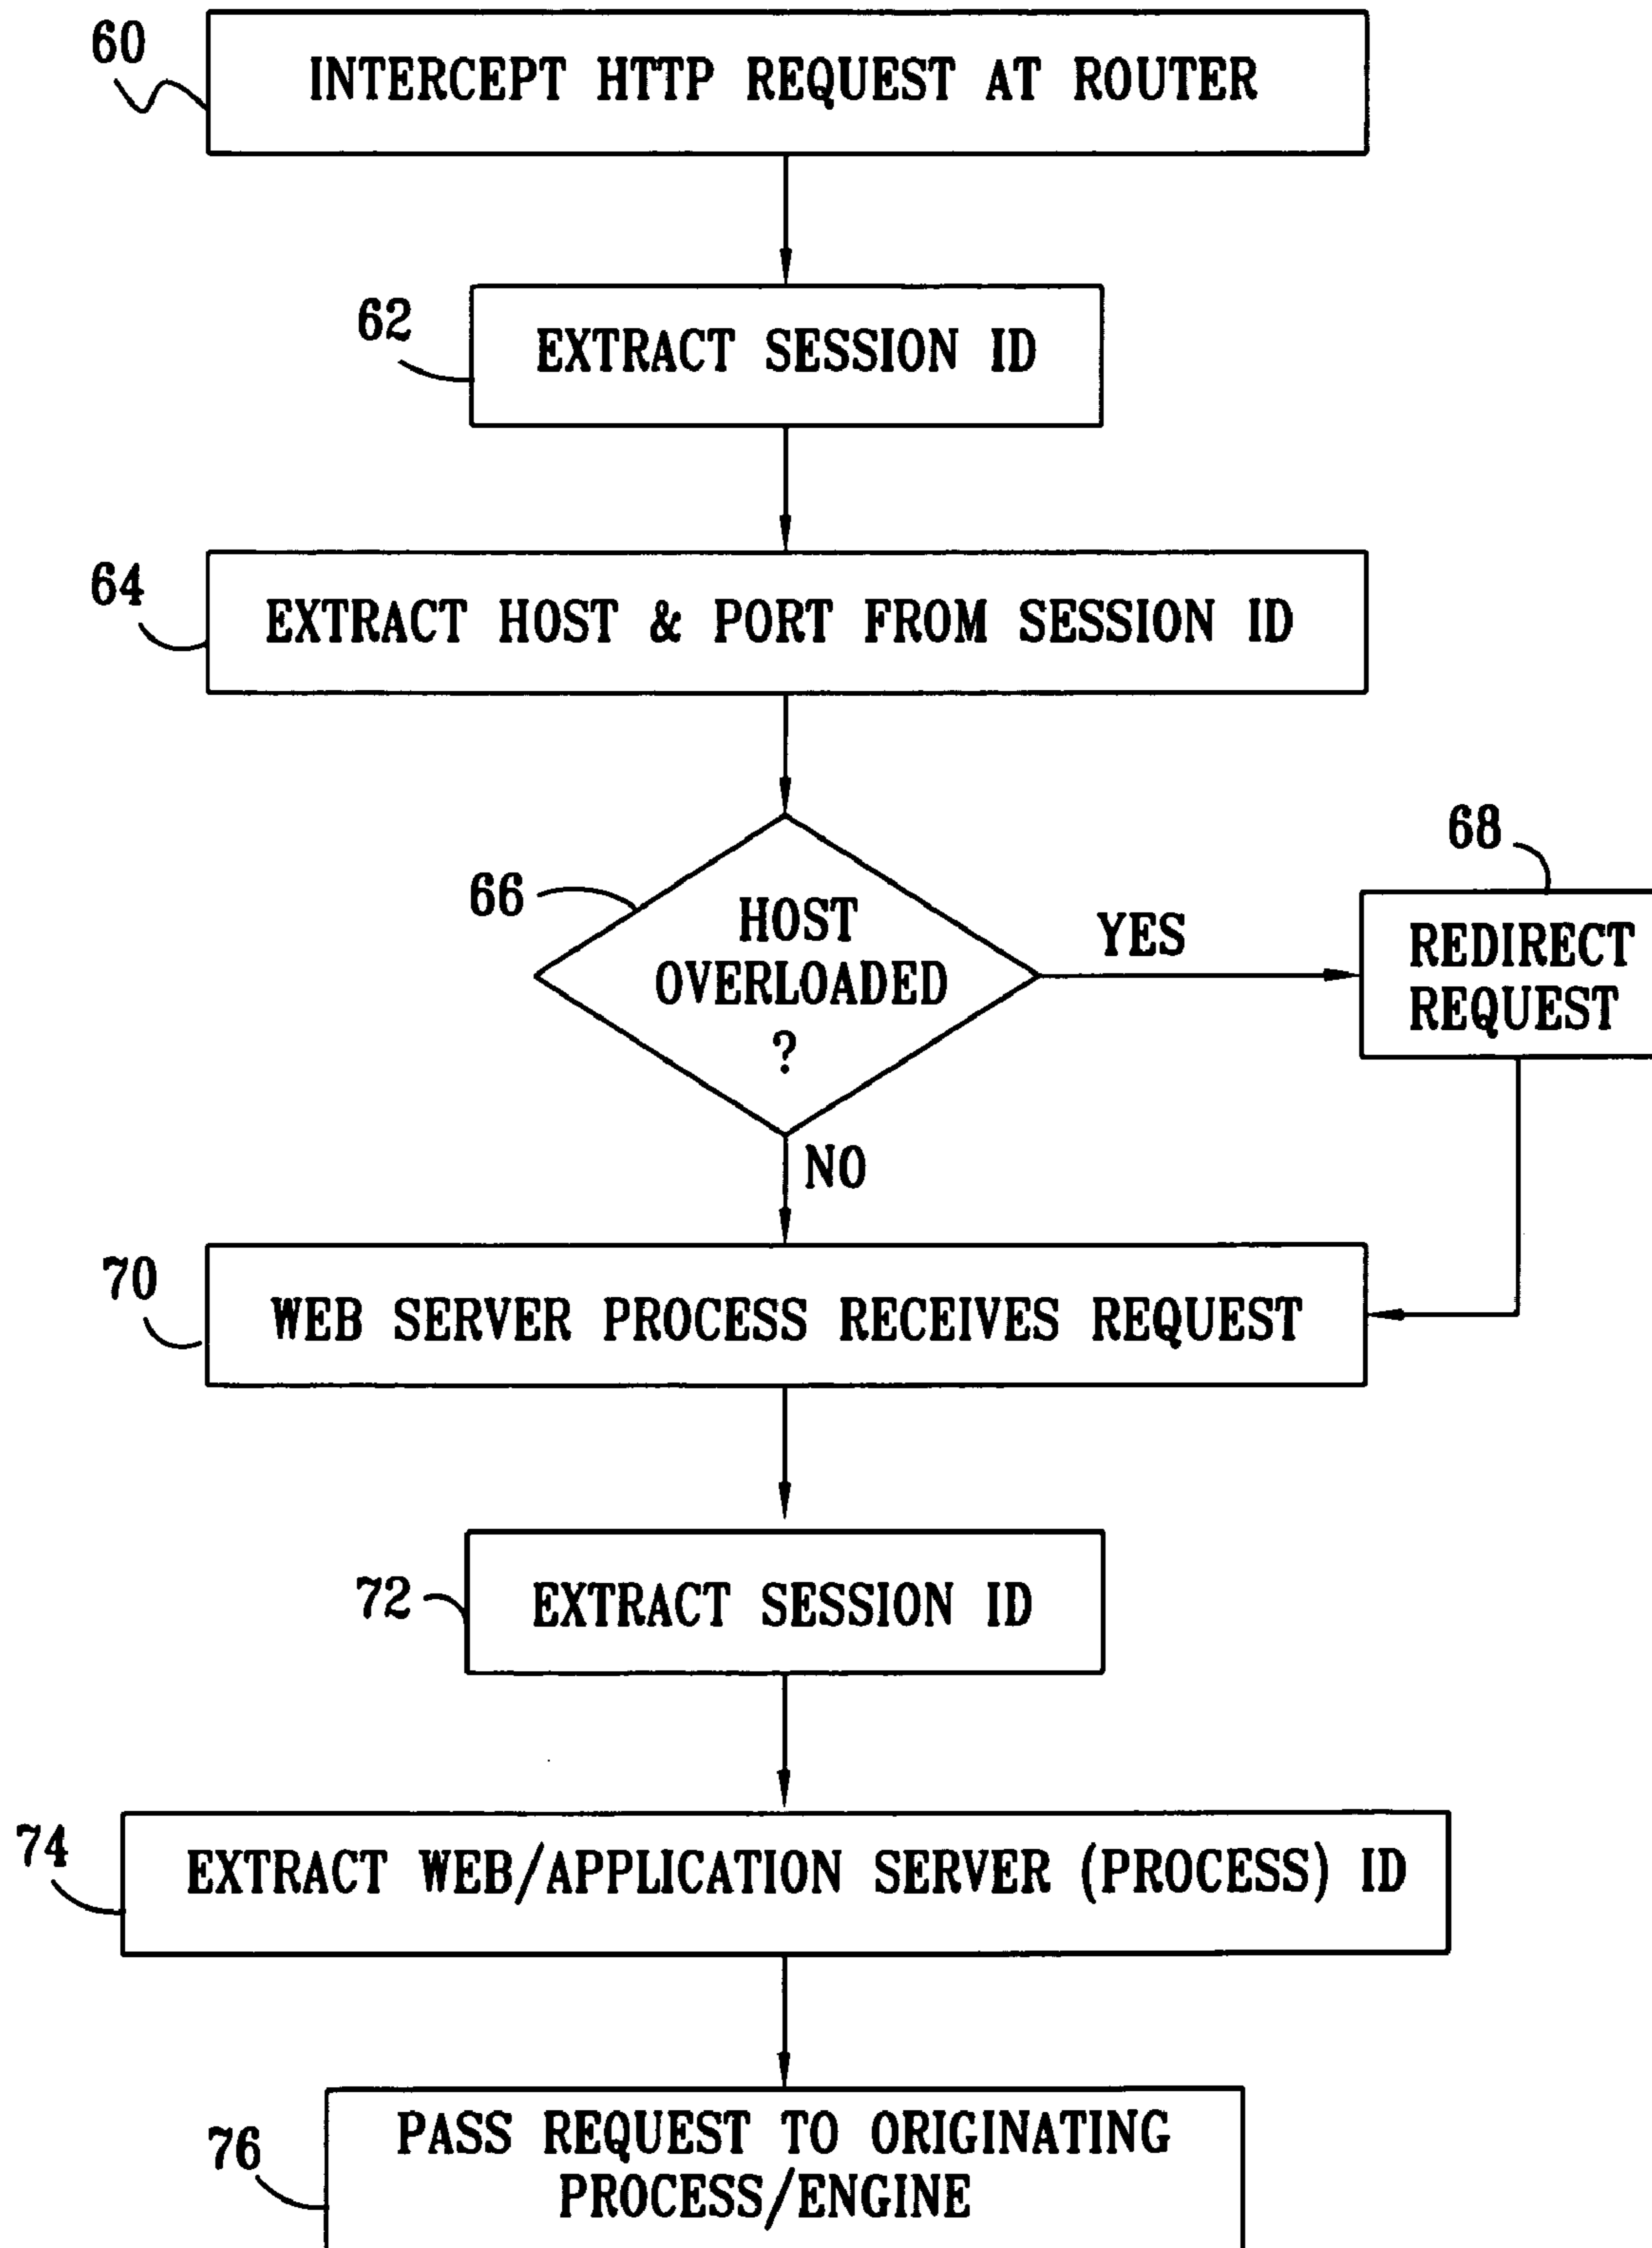 60
INTERCEPT HTTP REQUEST AT ROUTER
62
EXTRACT SESSION ID
64
EXTRACT HOST & PORT FROM SESSION ID
66
HOST
OVERLOADED
?
YES
68
REDIRECT
REQUEST
NO
70
WEB SERVER PROCESS RECEIVES REQUEST
72
EXTRACT SESSION ID
74
EXTRACT WEB/APPLICATION SERVER (PROCESS) ID
76
PASS REQUEST TO ORIGINATING
PROCESS/ENGINE